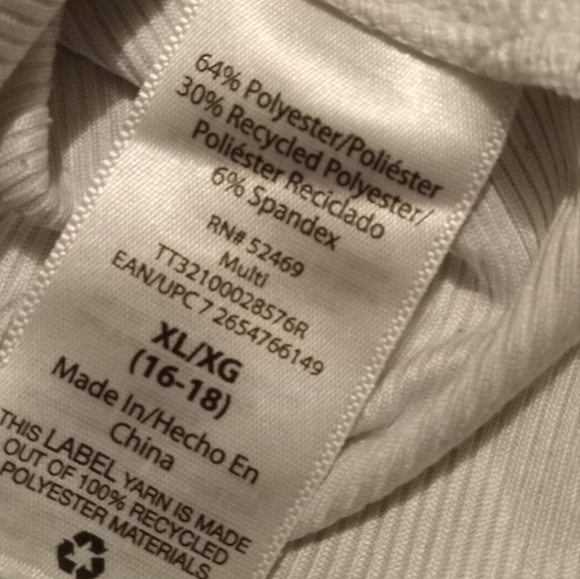 64% Polyester/Poliéster
30% Recycled Polyester/
Poliéster Reciclado
6% Spandex
RN# 52469
Multi
TT32100028576R
EAN/UPC 7 2654766149
XL/XG
(16-18)
Made In/Hecho En
China
THIS LABEL YARN IS MADE
OUT OF 100% RECYCLED
POLYESTER MATERIALS